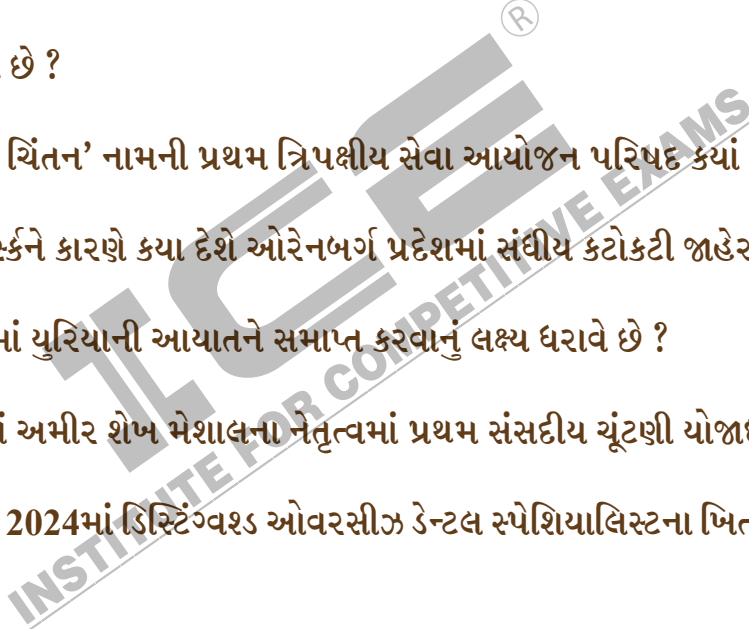 છે ?
ચિંતન’ નામની પ્રથમ ત્રિપક્ષીય સેવા આયોજન પરિષદ કયાં
ર્સ્કને કારણે કયા દેશે ઓરેનબર્ગ પ્રદેશમાં સંઘીય કટોકટી જાહેર
માં યુરિયાની આયાતને સમાપ્ત કરવાનું લક્ષ્ય ધરાવે છે ?
અમીર શેખ મેશાલના નેતૃત્વમાં પ્રથમ સંસદીય ચૂંટણી યોજાઈ
2024માં ડિસ્ટિંગ્વશ્ડ ઓવરસીઝ ડેન્ટલ સ્પેશિયાલિસ્ટના
ICE
INSTITUTE FOR COMPETITIVE EXAMS
®